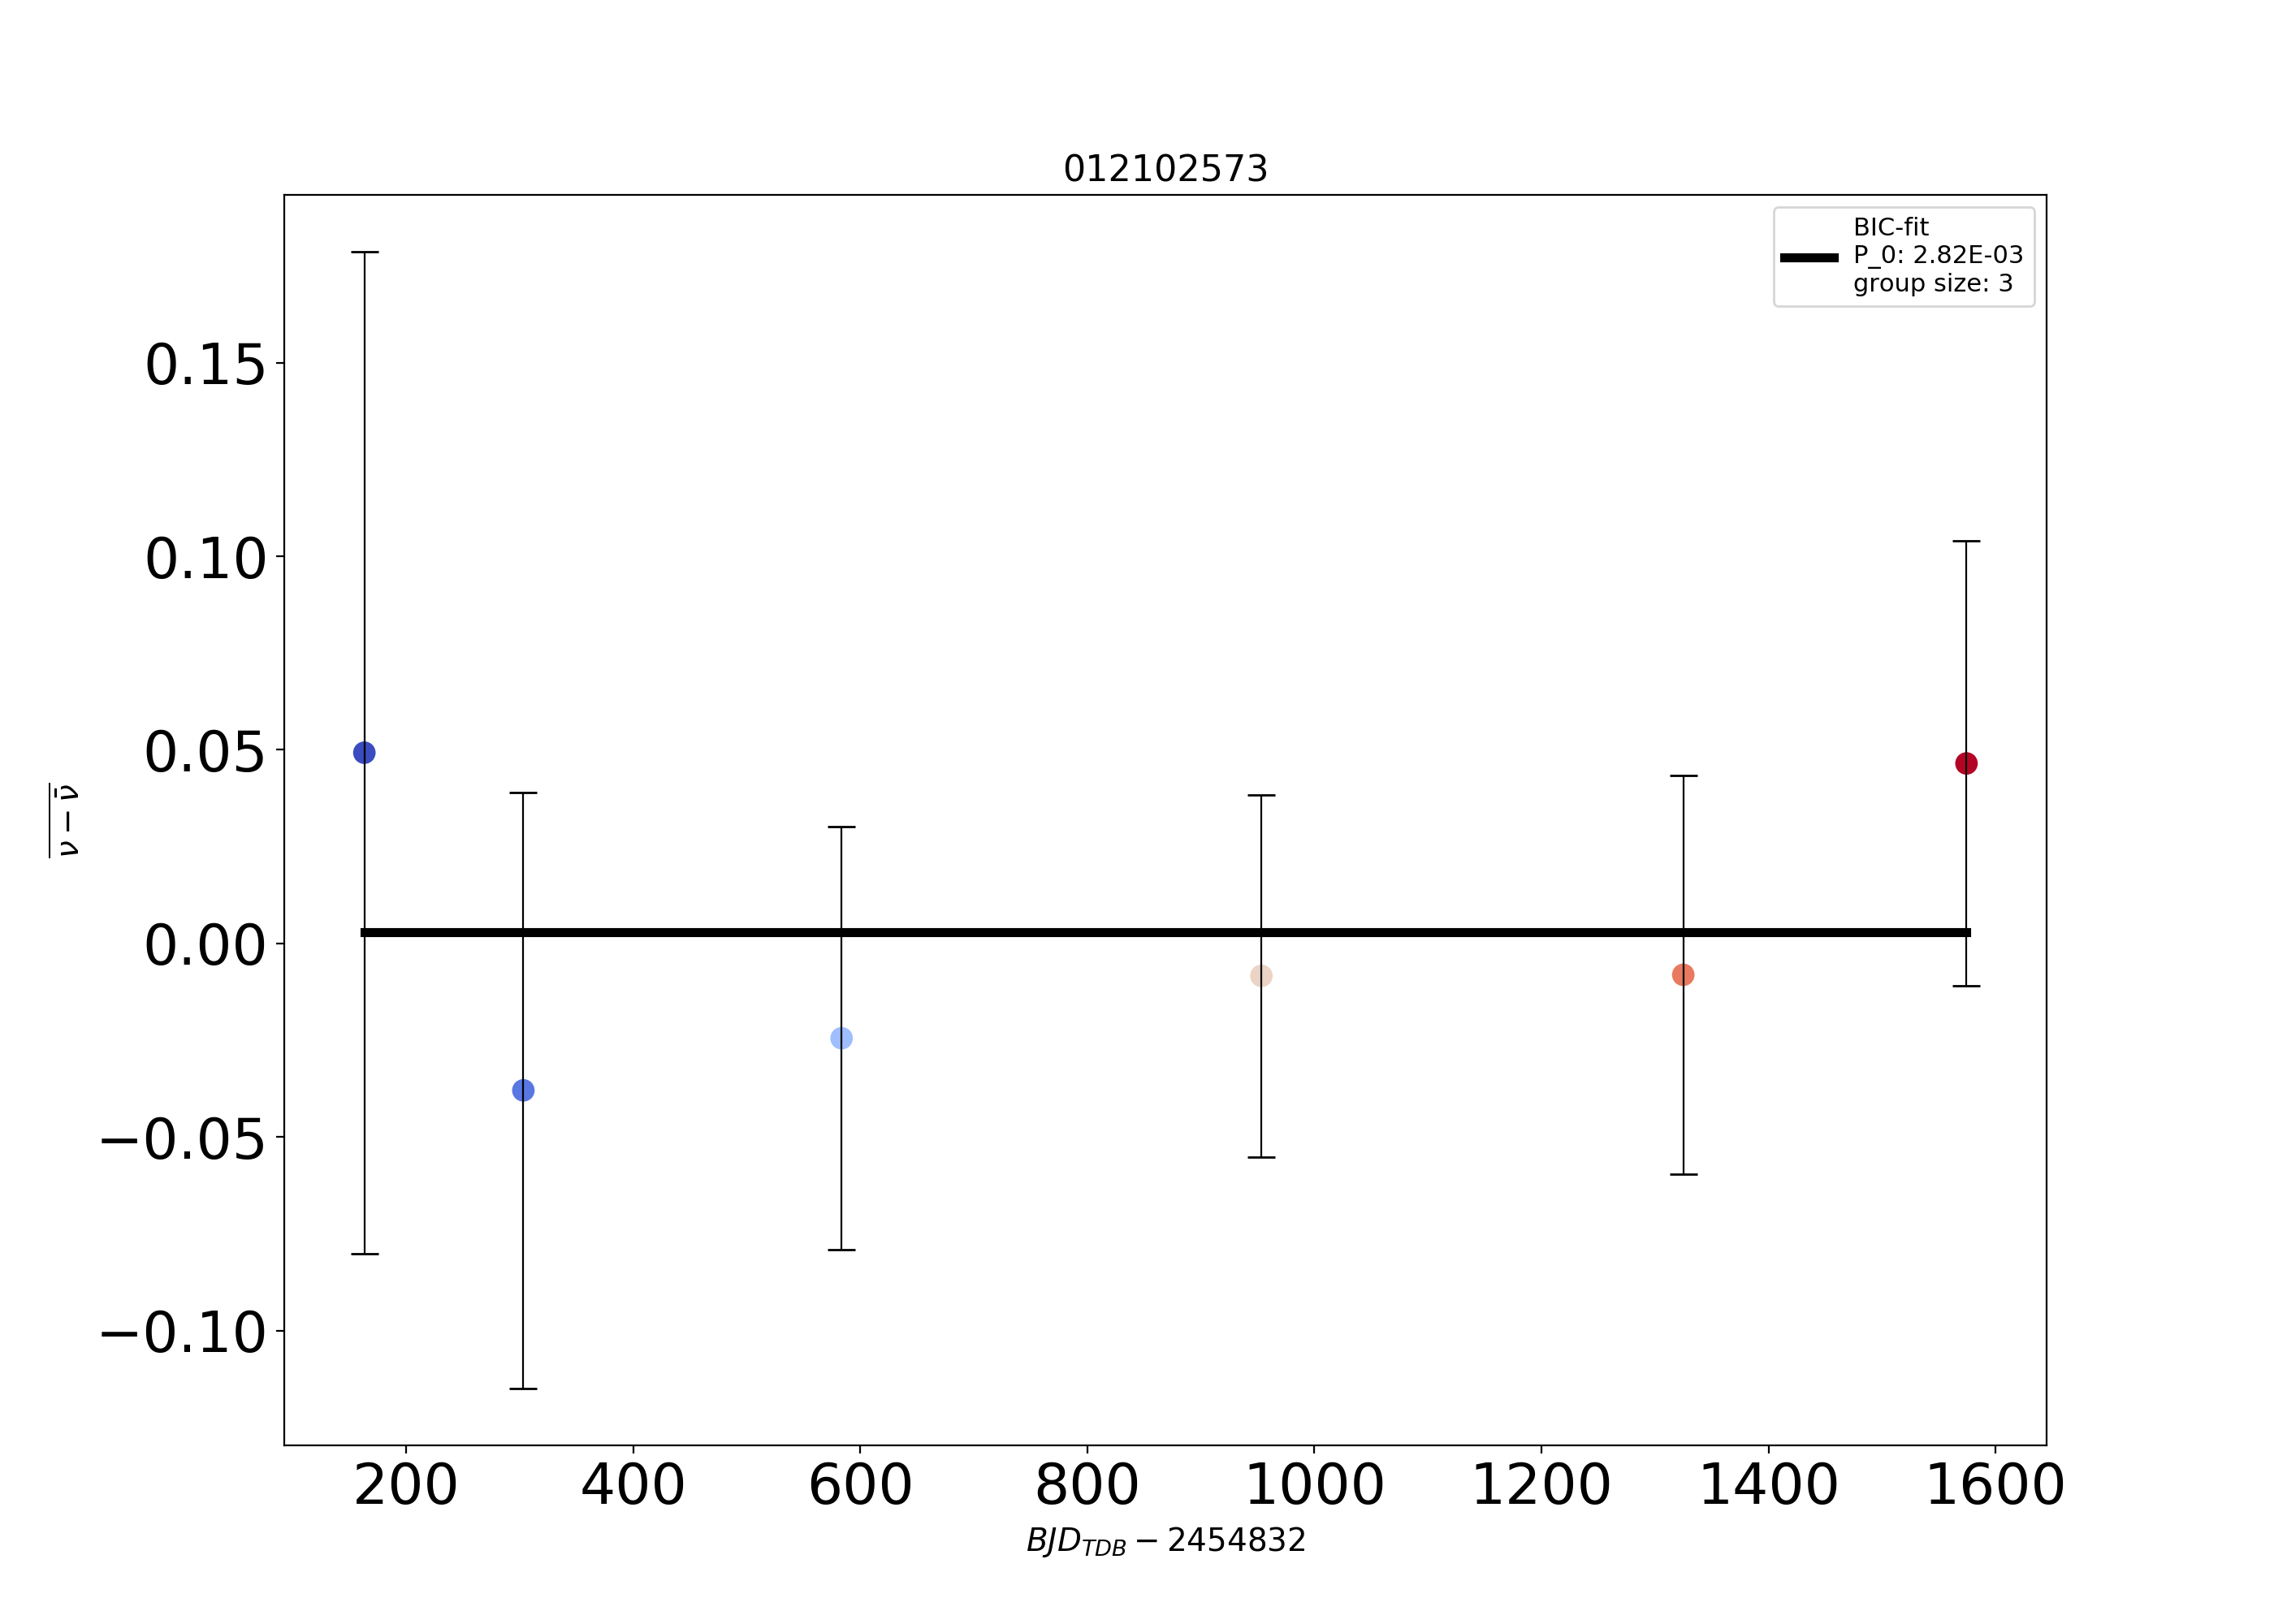 012102573
BIC-fit
P_0: 2.82E-03
group size: 3
0.15
0.10
0.05
0.00
−0.05
−0.10
ν − ν̄
200 400 600 800 1000 1200 1400 1600
BJD_TDB − 2454832